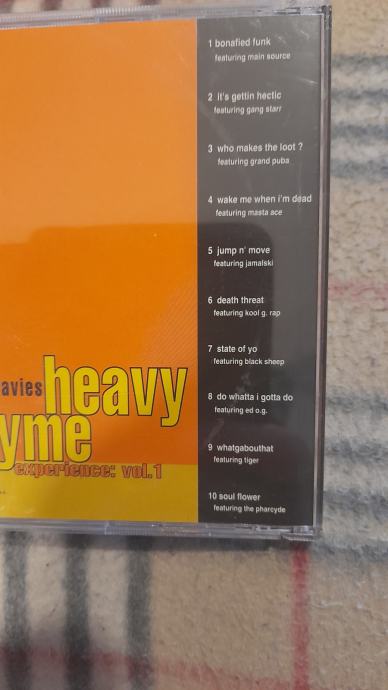 1 bonafied funk
featuring main source
2 it's gettin hectic
featuring gang starr
3 who makes the loot ?
featuring grand puba
4 wake me when i'm dead
featuring masta ace
5 jump n' move
featuring jamalski
6 death threat
featuring kool g. rap
7 state of yo
featuring black sheep
8 do whatta i gotta do
featuring ed o.g.
9 whatgabouthat
featuring tiger
10 soul flower
featuring the pharcyde
avies heavy
yme
experience: vol.1